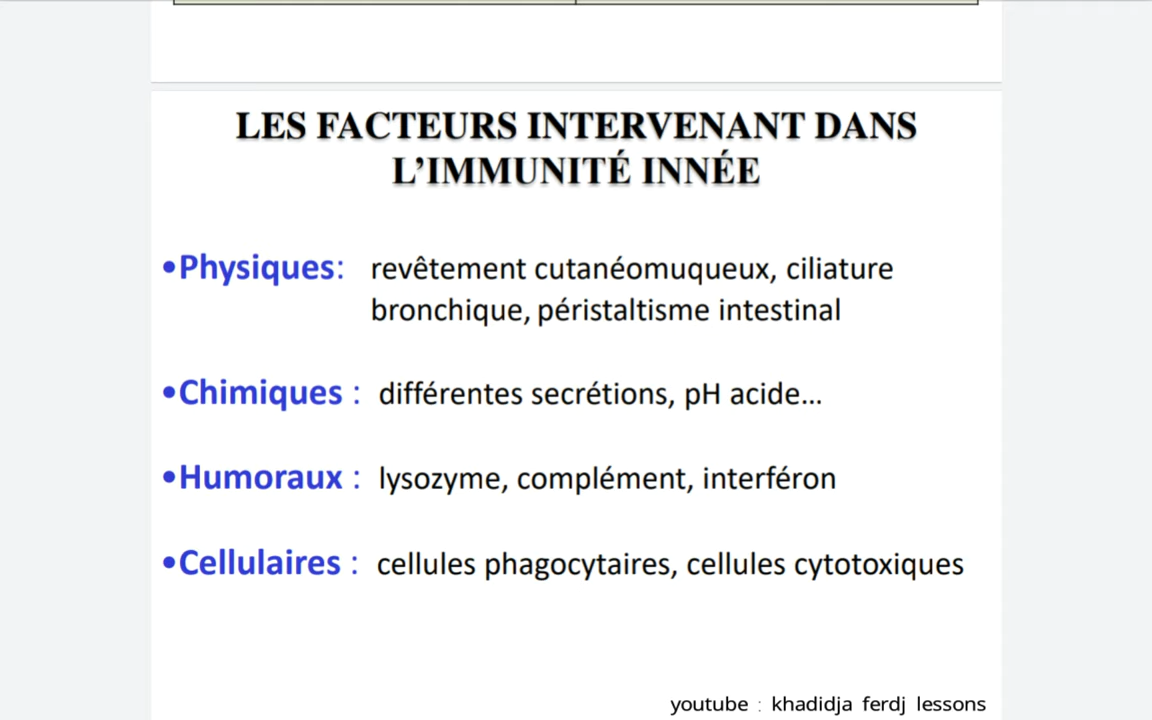 LES FACTEURS INTERVENANT DANS
L’IMMUNITÉ INNÉE
•Physiques: revêtement cutanéomuqueux, ciliature
bronchique, péristaltisme intestinal
•Chimiques : différentes secrétions, pH acide...
•Humoraux : lysozyme, complément, interféron
•Cellulaires : cellules phagocytaires, cellules cytotoxiques
youtube : khadidja ferdj lessons